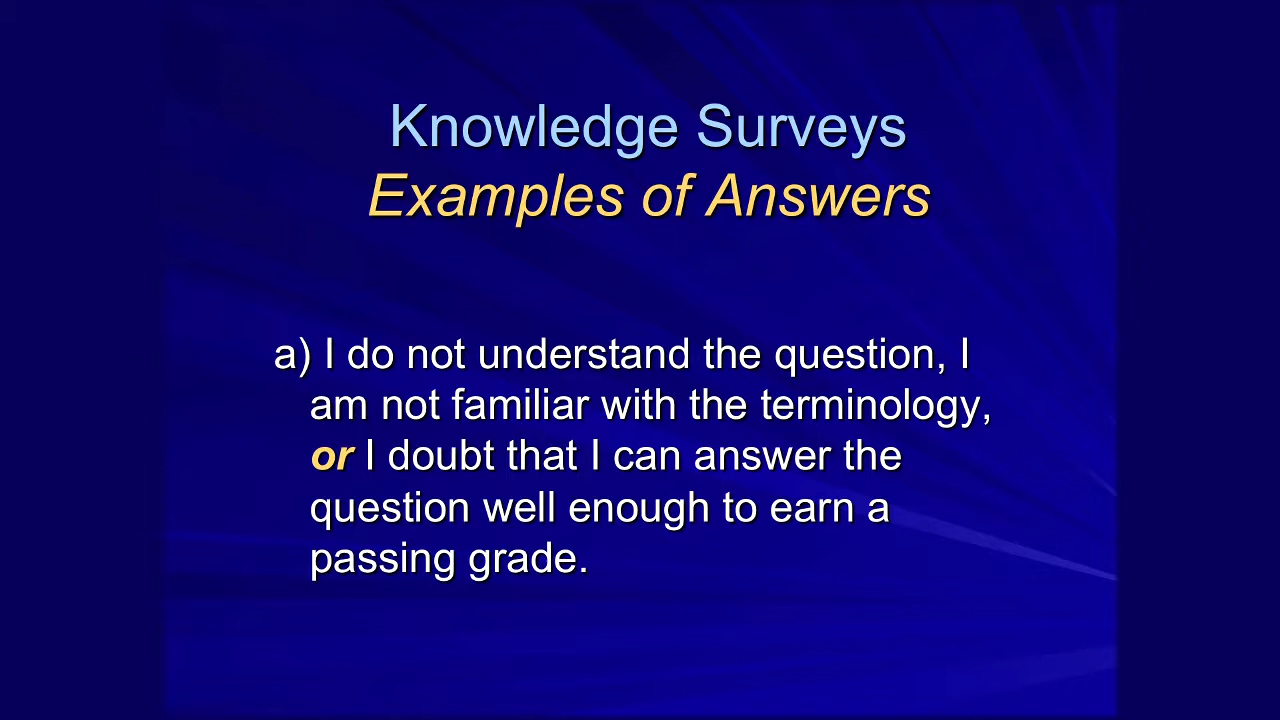 Knowledge Surveys
Examples of Answers
a) I do not understand the question, I
am not familiar with the terminology,
or I doubt that I can answer the
question well enough to earn a
passing grade.